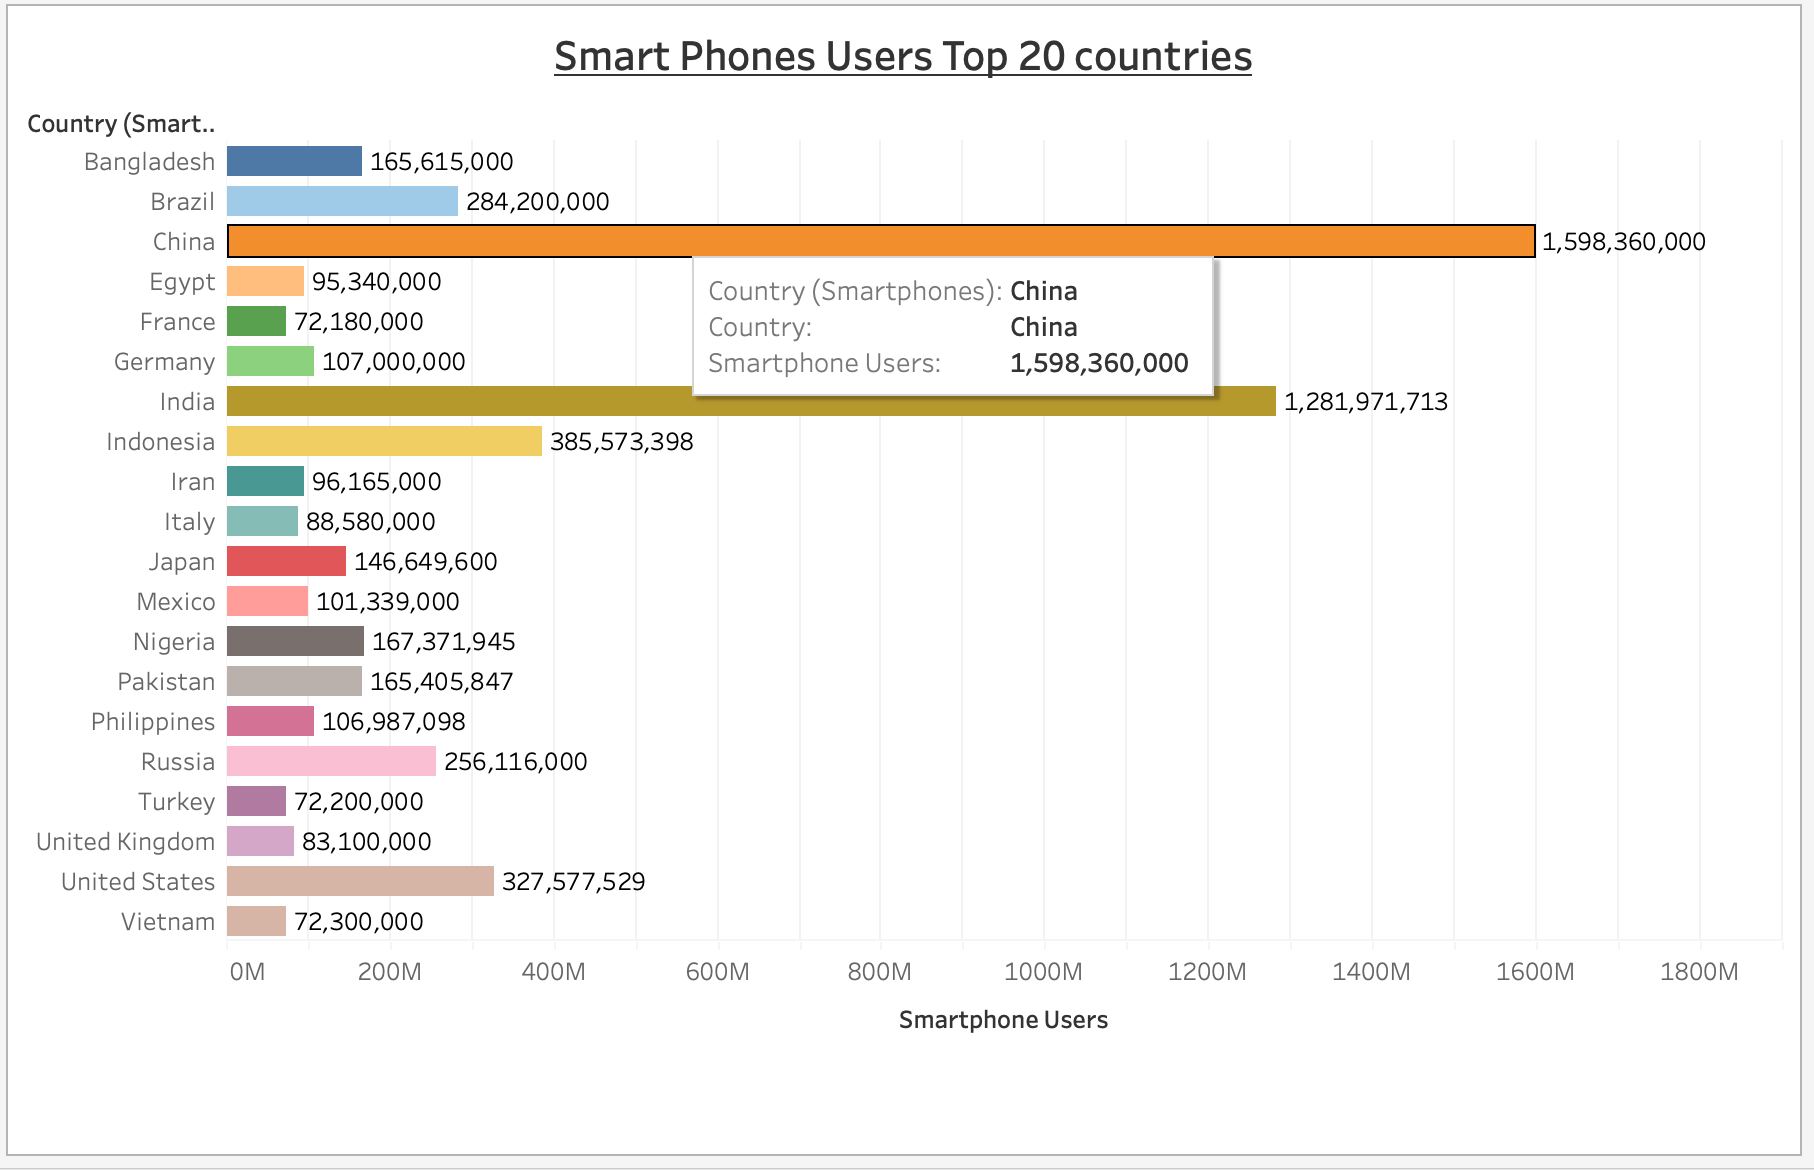 Smart Phones Users Top 20 countries
Country (Smart..
Bangladesh 165,615,000
Brazil 284,200,000
China 1,598,360,000
Egypt 95,340,000
Country (Smartphones): China
France 72,180,000
Country: China
Germany 107,000,000
Smartphone Users: 1,598,360,000
India 1,281,971,713
Indonesia 385,573,398
Iran 96,165,000
Italy 88,580,000
Japan 146,649,600
Mexico 101,339,000
Nigeria 167,371,945
Pakistan 165,405,847
Philippines 106,987,098
Russia 256,116,000
Turkey 72,200,000
United Kingdom 83,100,000
United States 327,577,529
Vietnam 72,300,000
0M 200M 400M 600M 800M 1000M 1200M 1400M 1600M 1800M
Smartphone Users